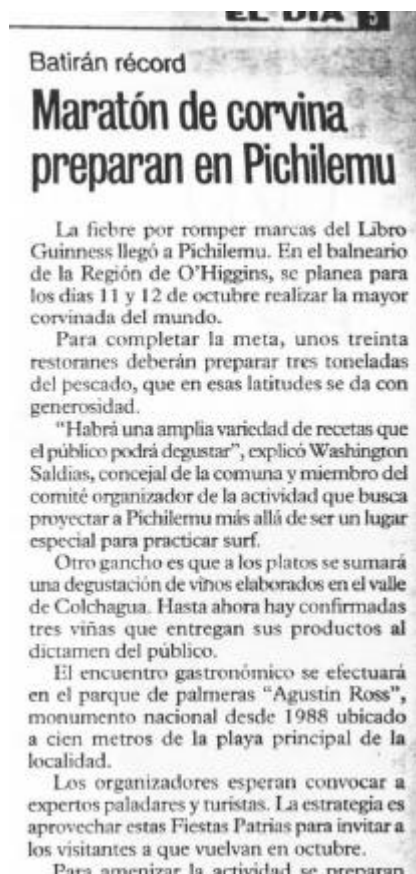 EL DIA 5
Batirán récord
Maratón de corvina
preparan en Pichilemu
La fiebre por romper marcas del Libro
Guinness llegó a Pichilemu. En el balneario
de la Región de O'Higgins, se planea para
los días 11 y 12 de octubre realizar la mayor
corvinada del mundo.
Para completar la meta, unos treinta
restoranes deberán preparar tres toneladas
del pescado, que en esas latitudes se da con
generosidad.
"Habrá una amplia variedad de recetas que
el público podrá degustar", explicó Washington
Saldías, concejal de la comuna y miembro del
comité organizador de la actividad que busca
proyectar a Pichilemu más allá de ser un lugar
especial para practicar surf.
Otro gancho es que a los platos se sumará
una degustación de vinos elaborados en el valle
de Colchagua. Hasta ahora hay confirmadas
tres viñas que entregan sus productos al
dictamen del público.
El encuentro gastronómico se efectuará
en el parque de palmeras "Agustín Ross",
monumento nacional desde 1988 ubicado
a cien metros de la playa principal de la
localidad.
Los organizadores esperan convocar a
expertos paladares y turistas. La estrategia es
aprovechar estas Fiestas Patrias para invitar a
los visitantes a que vuelvan en octubre.
Para amenizar la actividad se preparan